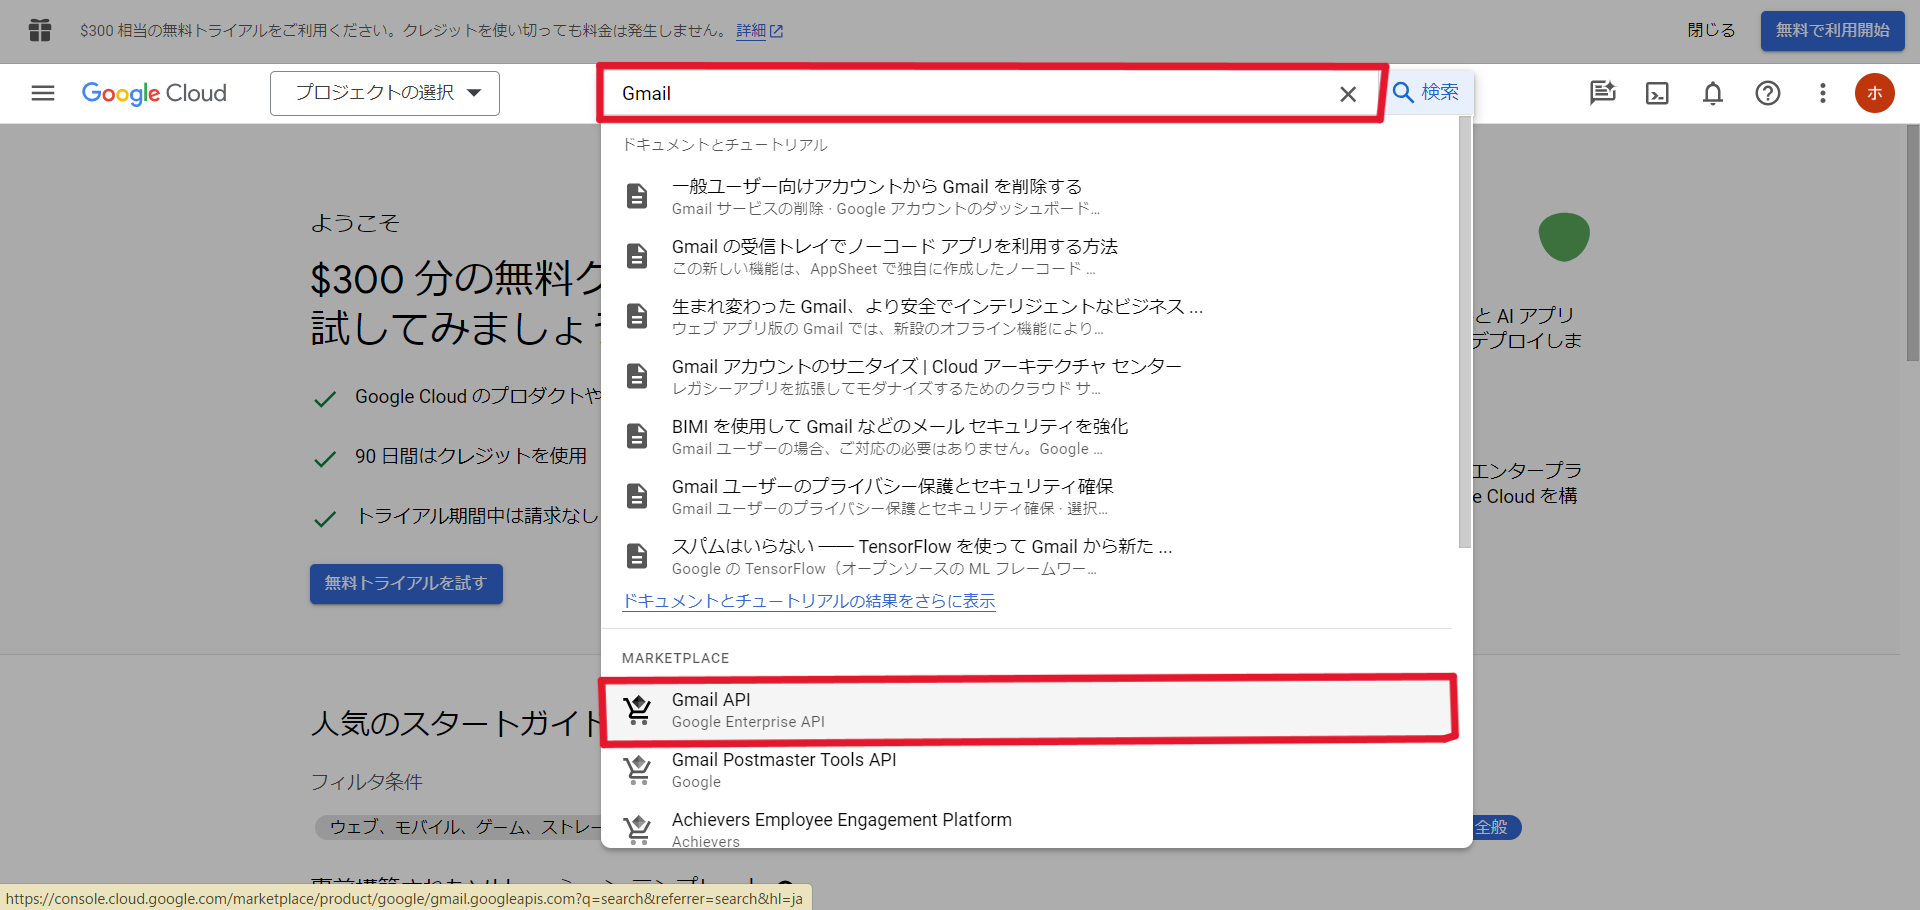 $300 相当の無料トライアルをご利用ください。クレジットを使い切っても料金は発生しません。 詳細
閉じる
無料で利用開始
Google Cloud
プロジェクトの選択
Gmail
検索
ホ
ドキュメントとチュートリアル
一般ユーザー向けアカウントから Gmail を削除する
Gmail サービスの削除 · Google アカウントのダッシュボード...
Gmail の受信トレイでノーコード アプリを利用する方法
この新しい機能は、AppSheet で独自に作成したノーコード ...
生まれ変わった Gmail、より安全でインテリジェントなビジネス ...
ウェブ アプリ版の Gmail では、新設のオフライン機能により...
Gmail アカウントのサニタイズ | Cloud アーキテクチャ センター
レガシーアプリを拡張してモダナイズするためのクラウド サ...
BIMI を使用して Gmail などのメール セキュリティを強化
Gmail ユーザーの場合、ご対応の必要はありません。Google ...
Gmail ユーザーのプライバシー保護とセキュリティ確保
Gmail ユーザーのプライバシー保護とセキュリティ確保 · 選択...
スパムはいらない —— TensorFlow を使って Gmail から新た ...
Google の TensorFlow（オープンソースの ML フレームワー...
ドキュメントとチュートリアルの結果をさらに表示
MARKETPLACE
Gmail API
Google Enterprise API
Gmail Postmaster Tools API
Google
Achievers Employee Engagement Platform
Achievers
ようこそ
$300 分の無料ク
試してみましょう
Google Cloud のプロダクトや
90 日間はクレジットを使用
トライアル期間中は請求なし
無料トライアルを試す
と AI アプリ
デプロイしま
エンタープラ
e Cloud を構
人気のスタートガイド
フィルタ条件
ウェブ、モバイル、ゲーム、ストレー
全般
https://console.cloud.google.com/marketplace/product/google/gmail.googleapis.com?q=search&referrer=search&hl=ja